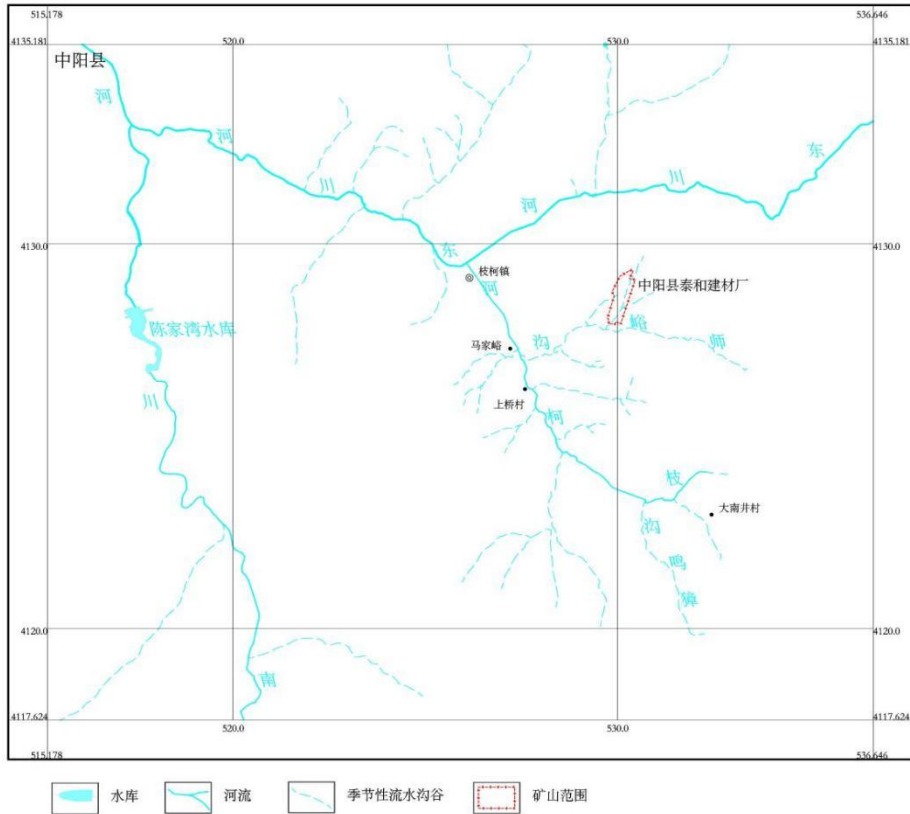 515.178
536.646
4135.181
520.0
530.0
4135.181
中阳县
河
河
川
东
川
河
东
4130.0
4130.0
枝柯镇
河
中阳县泰和建材厂
陈家湾水库
马家峪
沟
峪
师
川
上桥村
柯
枝
大南井村
沟
鸣
獐
4120.0
4120.0
南
4117.624
4117.624
520.0
530.0
515.178
536.646
水库
河流
季节性流水沟谷
矿山范围